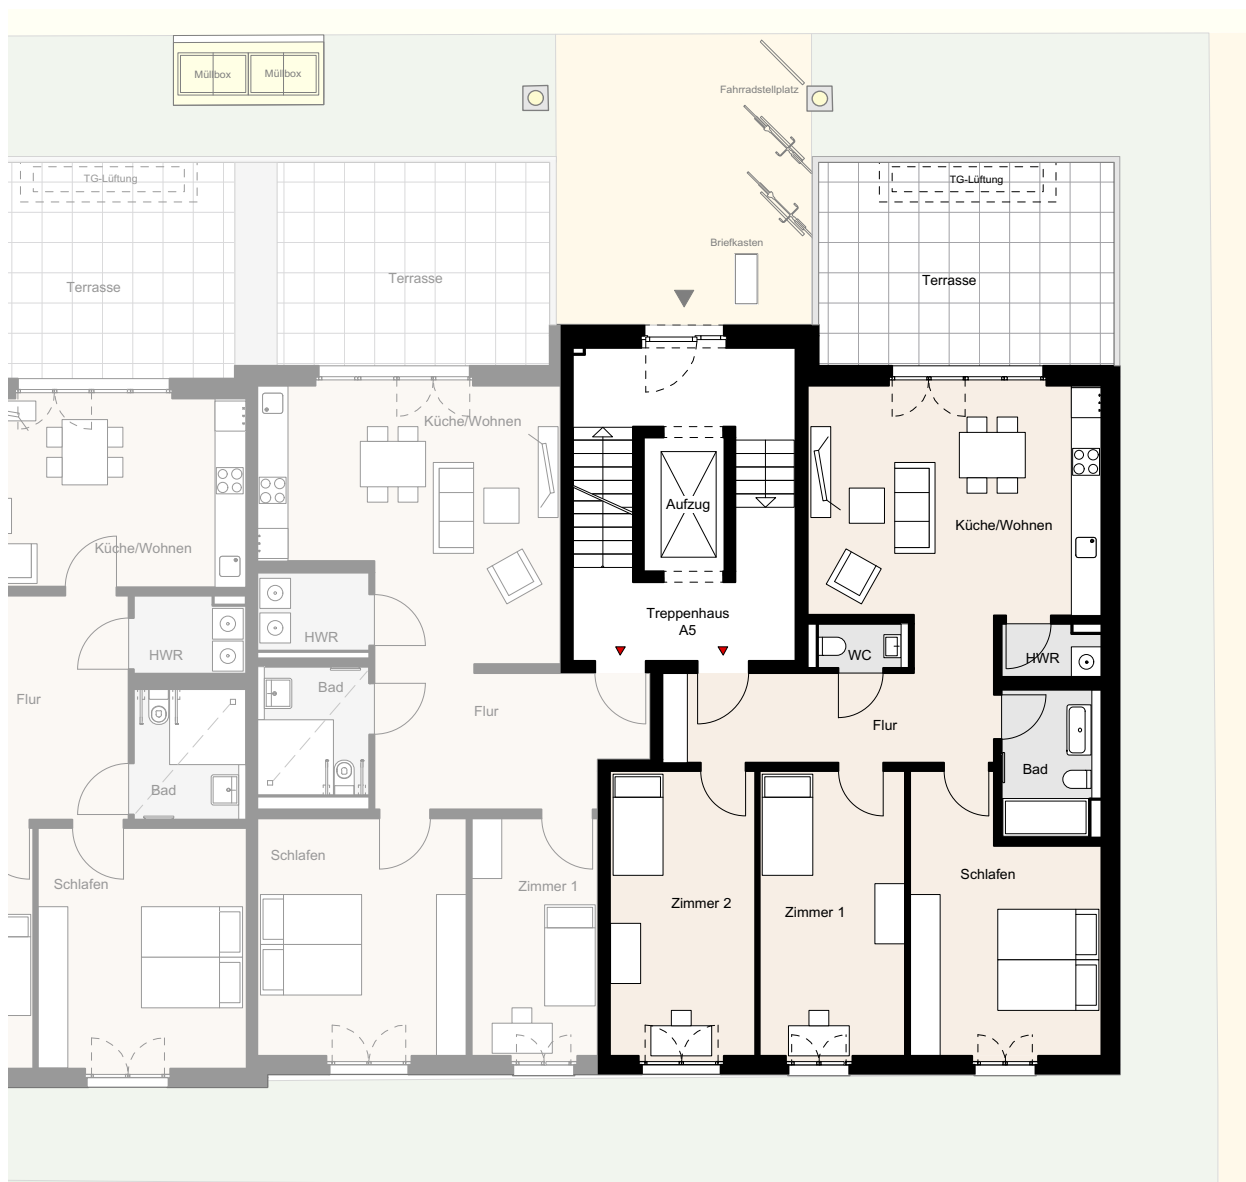 Müllbox
Müllbox
Fahrradstellplatz
TG-Lüftung
TG-Lüftung
Briefkasten
Terrasse
Terrasse
Terrasse
Küche/Wohnen
Aufzug
Küche/Wohnen
Küche/Wohnen
Treppenhaus
A5
HWR
HWR
WC
HWR
Bad
Flur
Flur
Flur
Bad
Bad
Schlafen
Schlafen
Zimmer 1
Zimmer 2
Zimmer 1
Schlafen